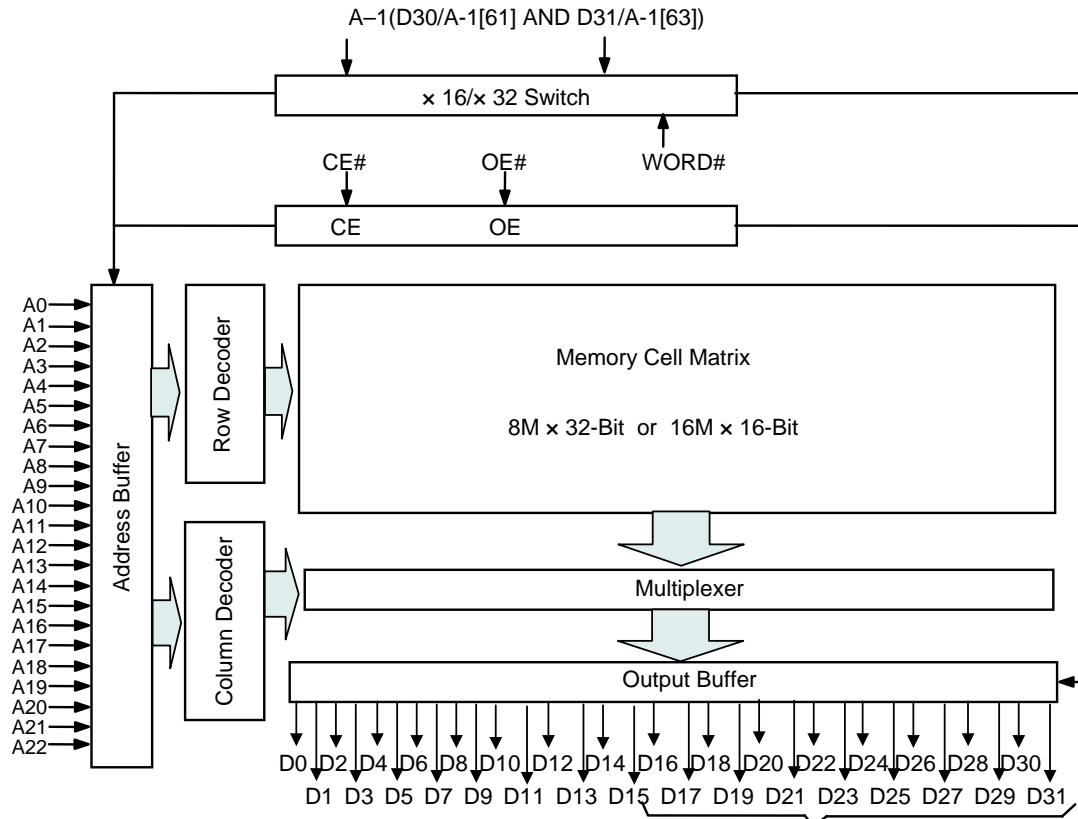 A–1(D30/A-1[61] AND D31/A-1[63])
× 16/× 32 Switch
CE# OE# WORD#
CE OE
A0
A1
A2
A3
A4
A5
A6
A7
A8
A9
A10
A11
A12
A13
A14
A15
A16
A17
A18
A19
A20
A21
A22
Address Buffer
Row Decoder
Column Decoder
Memory Cell Matrix
8M × 32-Bit or 16M × 16-Bit
Multiplexer
Output Buffer
D0 D2 D4 D6 D8 D10 D12 D14 D16 D18 D20 D22 D24 D26 D28 D30
D1 D3 D5 D7 D9 D11 D13 D15 D17 D19 D21 D23 D25 D27 D29 D31